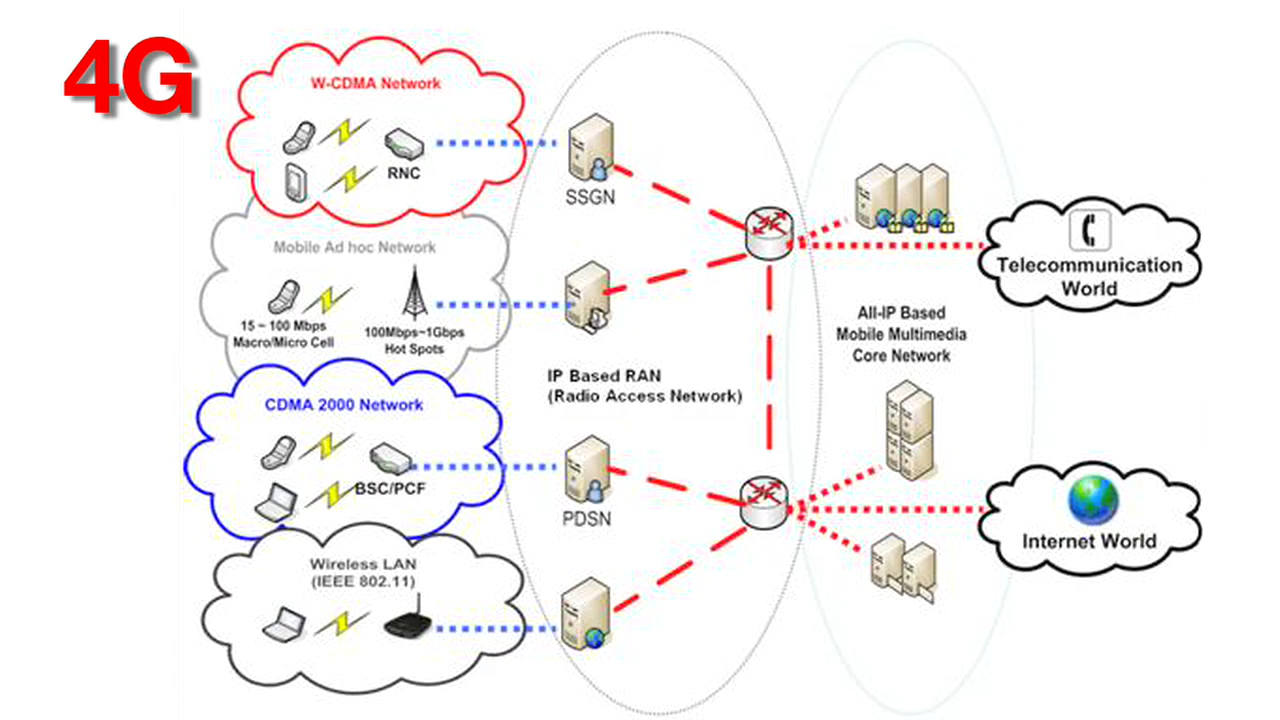 4G
W-CDMA Network
RNC
SSGN
Mobile Ad hoc Network
15 ~ 100 Mbps
Macro/Micro Cell
100Mbps~1Gbps
Hot Spots
IP Based RAN
(Radio Access Network)
CDMA 2000 Network
BSC/PCF
PDSN
Wireless LAN
(IEEE 802.11)
All-IP Based
Mobile Multimedia
Core Network
Telecommunication
World
Internet World